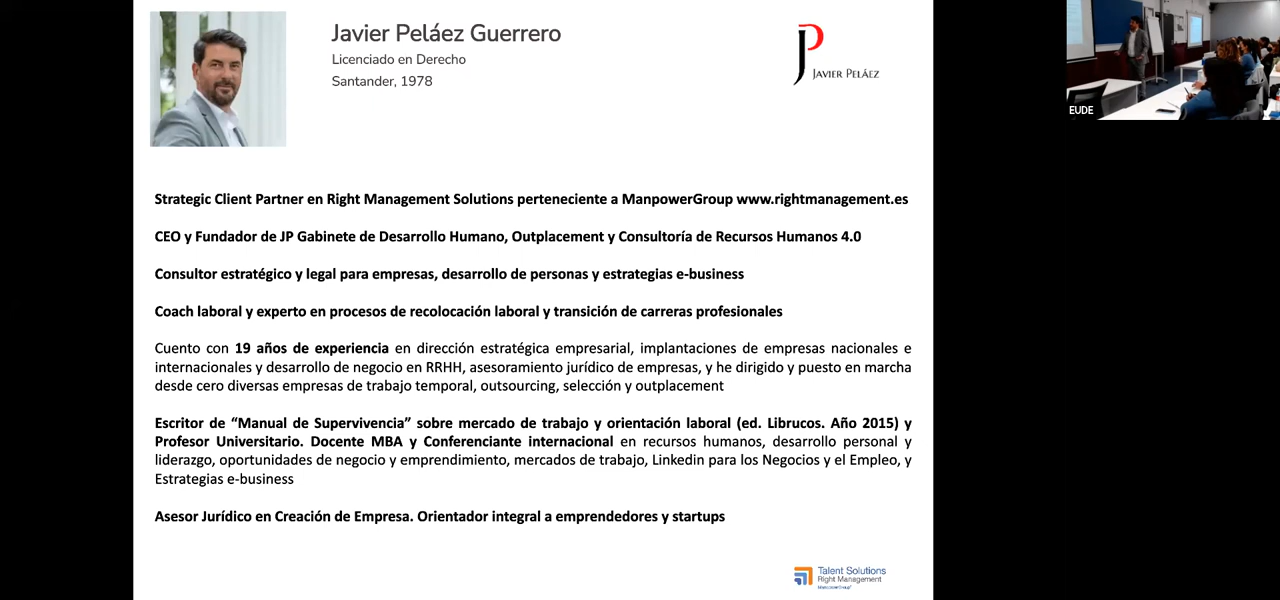 Javier Peláez Guerrero
Licenciado en Derecho
Santander, 1978
JP
JAVIER PELÁEZ
EUDE
Strategic Client Partner en Right Management Solutions perteneciente a ManpowerGroup www.rightmanagement.es
CEO y Fundador de JP Gabinete de Desarrollo Humano, Outplacement y Consultoría de Recursos Humanos 4.0
Consultor estratégico y legal para empresas, desarrollo de personas y estrategias e-business
Coach laboral y experto en procesos de recolocación laboral y transición de carreras profesionales
Cuento con 19 años de experiencia en dirección estratégica empresarial, implantaciones de empresas nacionales e
internacionales y desarrollo de negocio en RRHH, asesoramiento jurídico de empresas, y he dirigido y puesto en marcha
desde cero diversas empresas de trabajo temporal, outsourcing, selección y outplacement
Escritor de “Manual de Supervivencia” sobre mercado de trabajo y orientación laboral (ed. Librucos. Año 2015) y
Profesor Universitario. Docente MBA y Conferenciante internacional en recursos humanos, desarrollo personal y
liderazgo, oportunidades de negocio y emprendimiento, mercados de trabajo, Linkedin para los Negocios y el Empleo, y
Estrategias e-business
Asesor Jurídico en Creación de Empresa. Orientador integral a emprendedores y startups
Talent Solutions
Right Management
ManpowerGroup